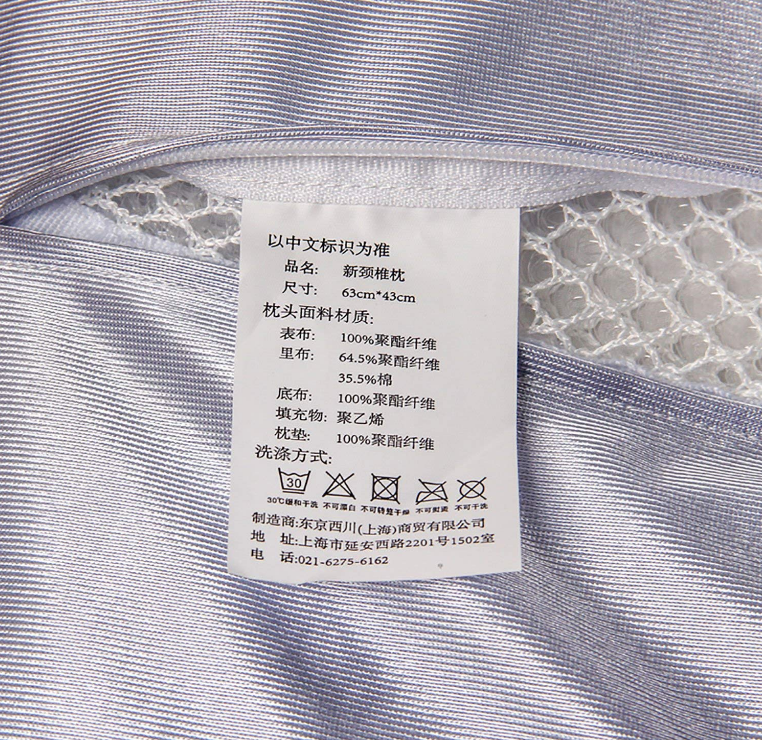 以中文标识为准
品名: 新颈椎枕
尺寸: 63cm*43cm
枕头面料材质:
表布: 100%聚酯纤维
里布: 64.5%聚酯纤维
35.5%棉
底布: 100%聚酯纤维
填充物: 聚乙烯
枕垫: 100%聚酯纤维
洗涤方式:
30
30℃缓和干洗 不可漂白 不可转笼干燥 不可熨烫 不可干洗
制造商:东京西川(上海)商贸有限公司
地 址:上海市延安西路2201号1502室
电 话:021-6275-6162